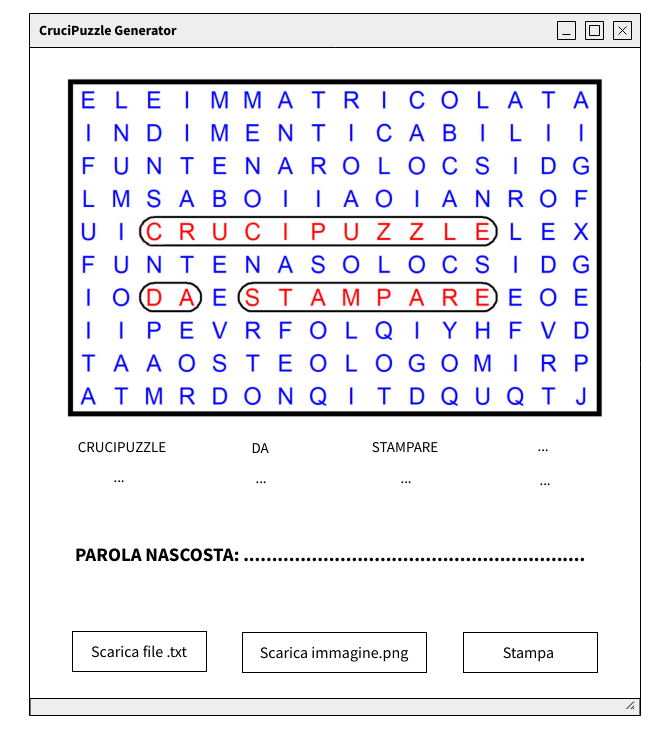 CruciPuzzle Generator
E L E I M M A T R I C O L A T A
I N D I M E N T I C A B I L I I
F U N T E N A R O L O C S I D G
L M S A B O I I A O I A N R O F
U I C R U C I P U Z Z L E L E X
F U N T E N A S O L O C S I D G
I O D A E S T A M P A R E E O E
I I P E V R F O L Q I Y H F V D
T A A O S T E O L O G O M I R P
A T M R D O N Q I T D Q U Q T J
CRUCIPUZZLE DA STAMPARE ...
... ... ... ...
PAROLA NASCOSTA: ............................................................
Scarica file .txt Scarica immagine.png Stampa